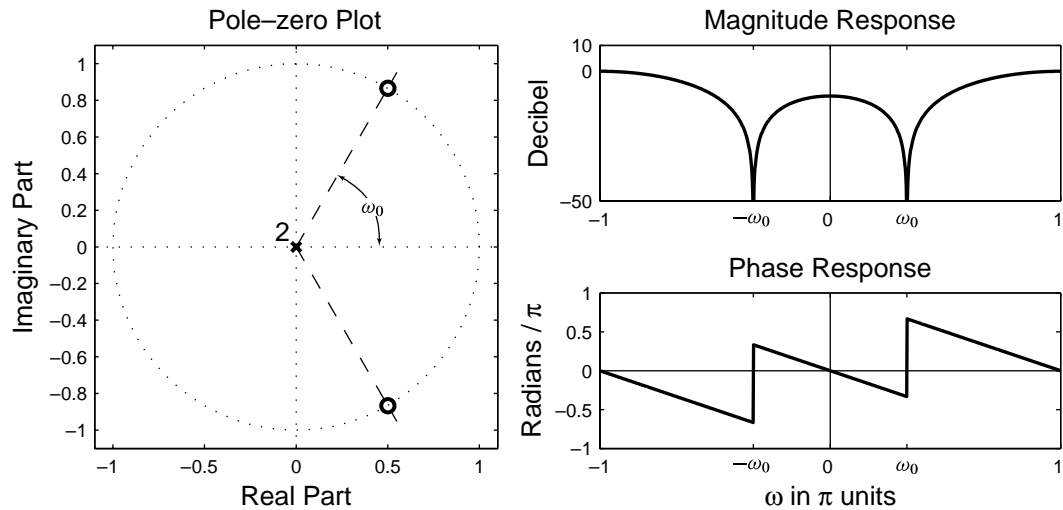 Pole–zero Plot
1
0.8
0.6
0.4
0.2
0
−0.2
−0.4
−0.6
−0.8
−1
Imaginary Part
2
ω₀
−1
−0.5
0
0.5
1
Real Part
Magnitude Response
10
0
−50
Decibel
−1
−ω₀
0
ω₀
1
Phase Response
1
0.5
0
−0.5
−1
Radians / π
−1
−ω₀
0
ω₀
1
ω in π units